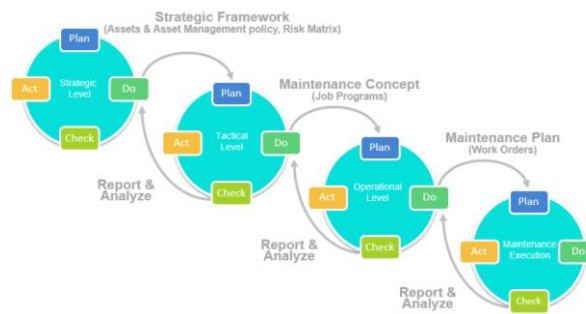 Strategic Framework
(Assets & Asset Management policy, Risk Matrix)
Plan
Act
Strategic
Level
Do
Check
Report &
Analyze
Maintenance Concept
(Job Programs)
Plan
Act
Tactical
Level
Do
Check
Report &
Analyze
Maintenance Plan
(Work Orders)
Plan
Act
Operational
Level
Do
Check
Report &
Analyze
Plan
Act
Maintenance
Execution
Do
Check